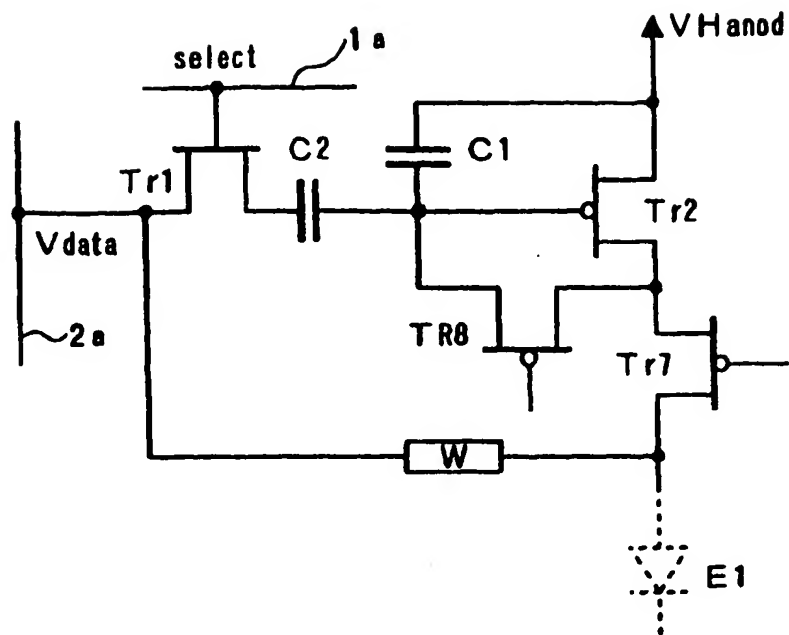 VHanod
1a
select
C2
C1
Tr1
Tr2
Vdata
2a
TR8
Tr7
W
E1